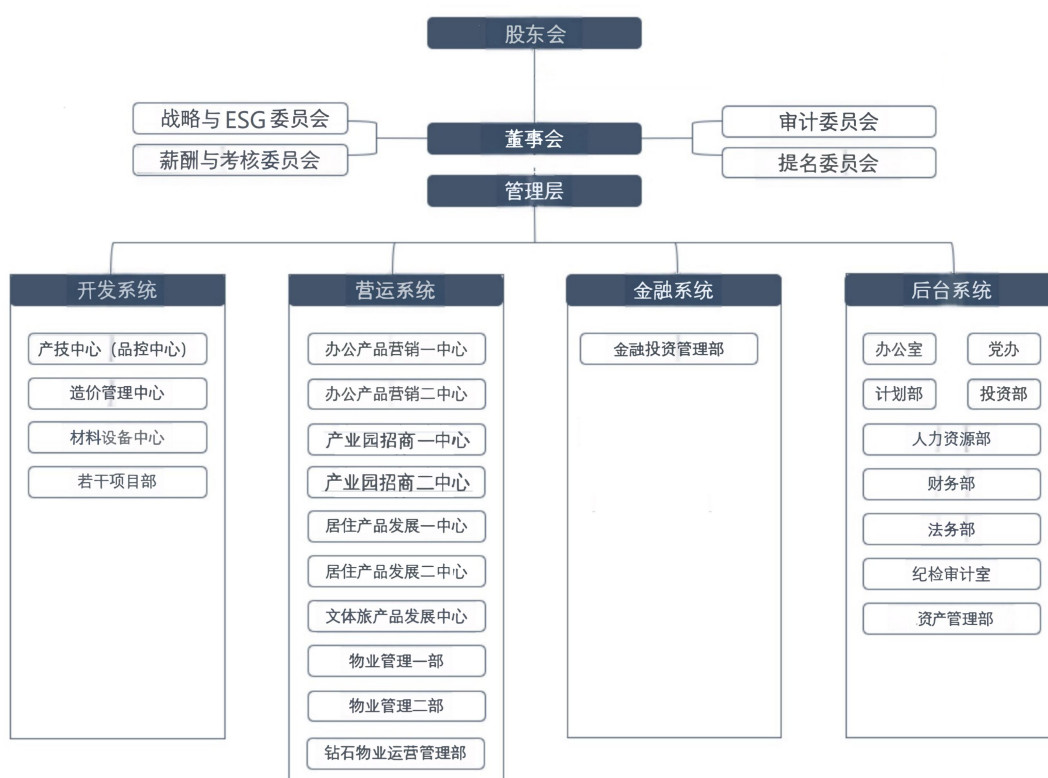 股东会
战略与ESG委员会
审计委员会
董事会
薪酬与考核委员会
提名委员会
管理层
开发系统
产技中心（品控中心）
造价管理中心
材料设备中心
若干项目部
营运系统
办公产品营销一中心
办公产品营销二中心
产业园招商一中心
产业园招商二中心
居住产品发展一中心
居住产品发展二中心
文体旅产品发展中心
物业管理一部
物业管理二部
钻石物业运营管理部
金融系统
金融投资管理部
后台系统
办公室
党办
计划部
投资部
人力资源部
财务部
法务部
纪检审计室
资产管理部